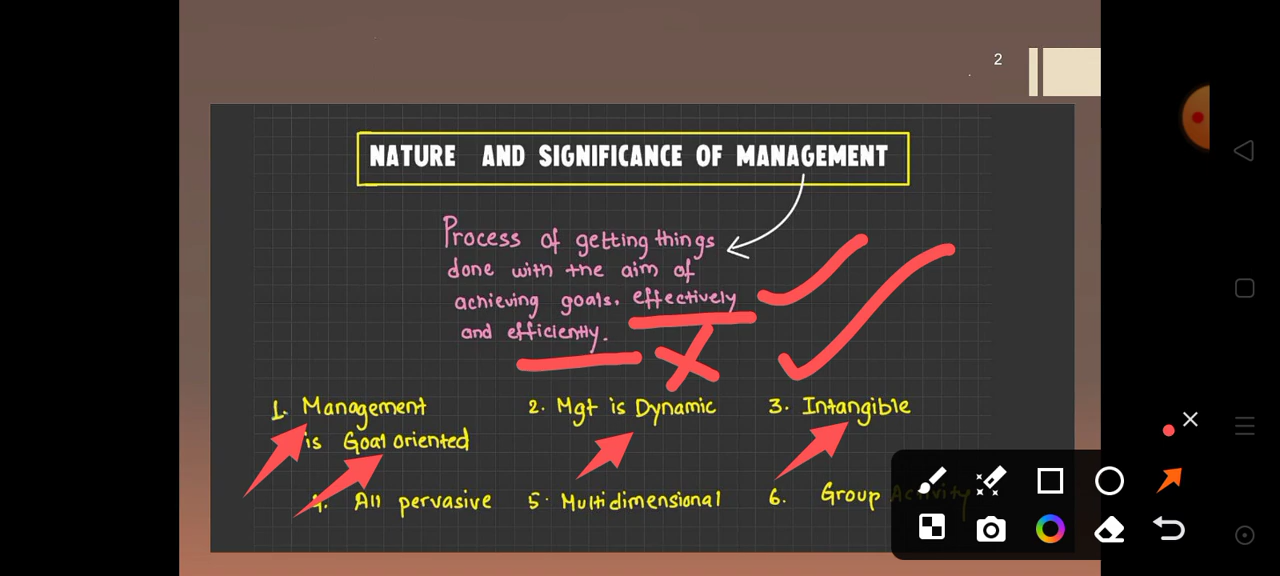 2
NATURE AND SIGNIFICANCE OF MANAGEMENT
Process of getting things
done with the aim of
achieving goals, effectively
and efficiently.
1. Management
is Goal oriented
2. Mgt is Dynamic
3. Intangible
4. All pervasive
5. Multidimensional
6. Group Activity